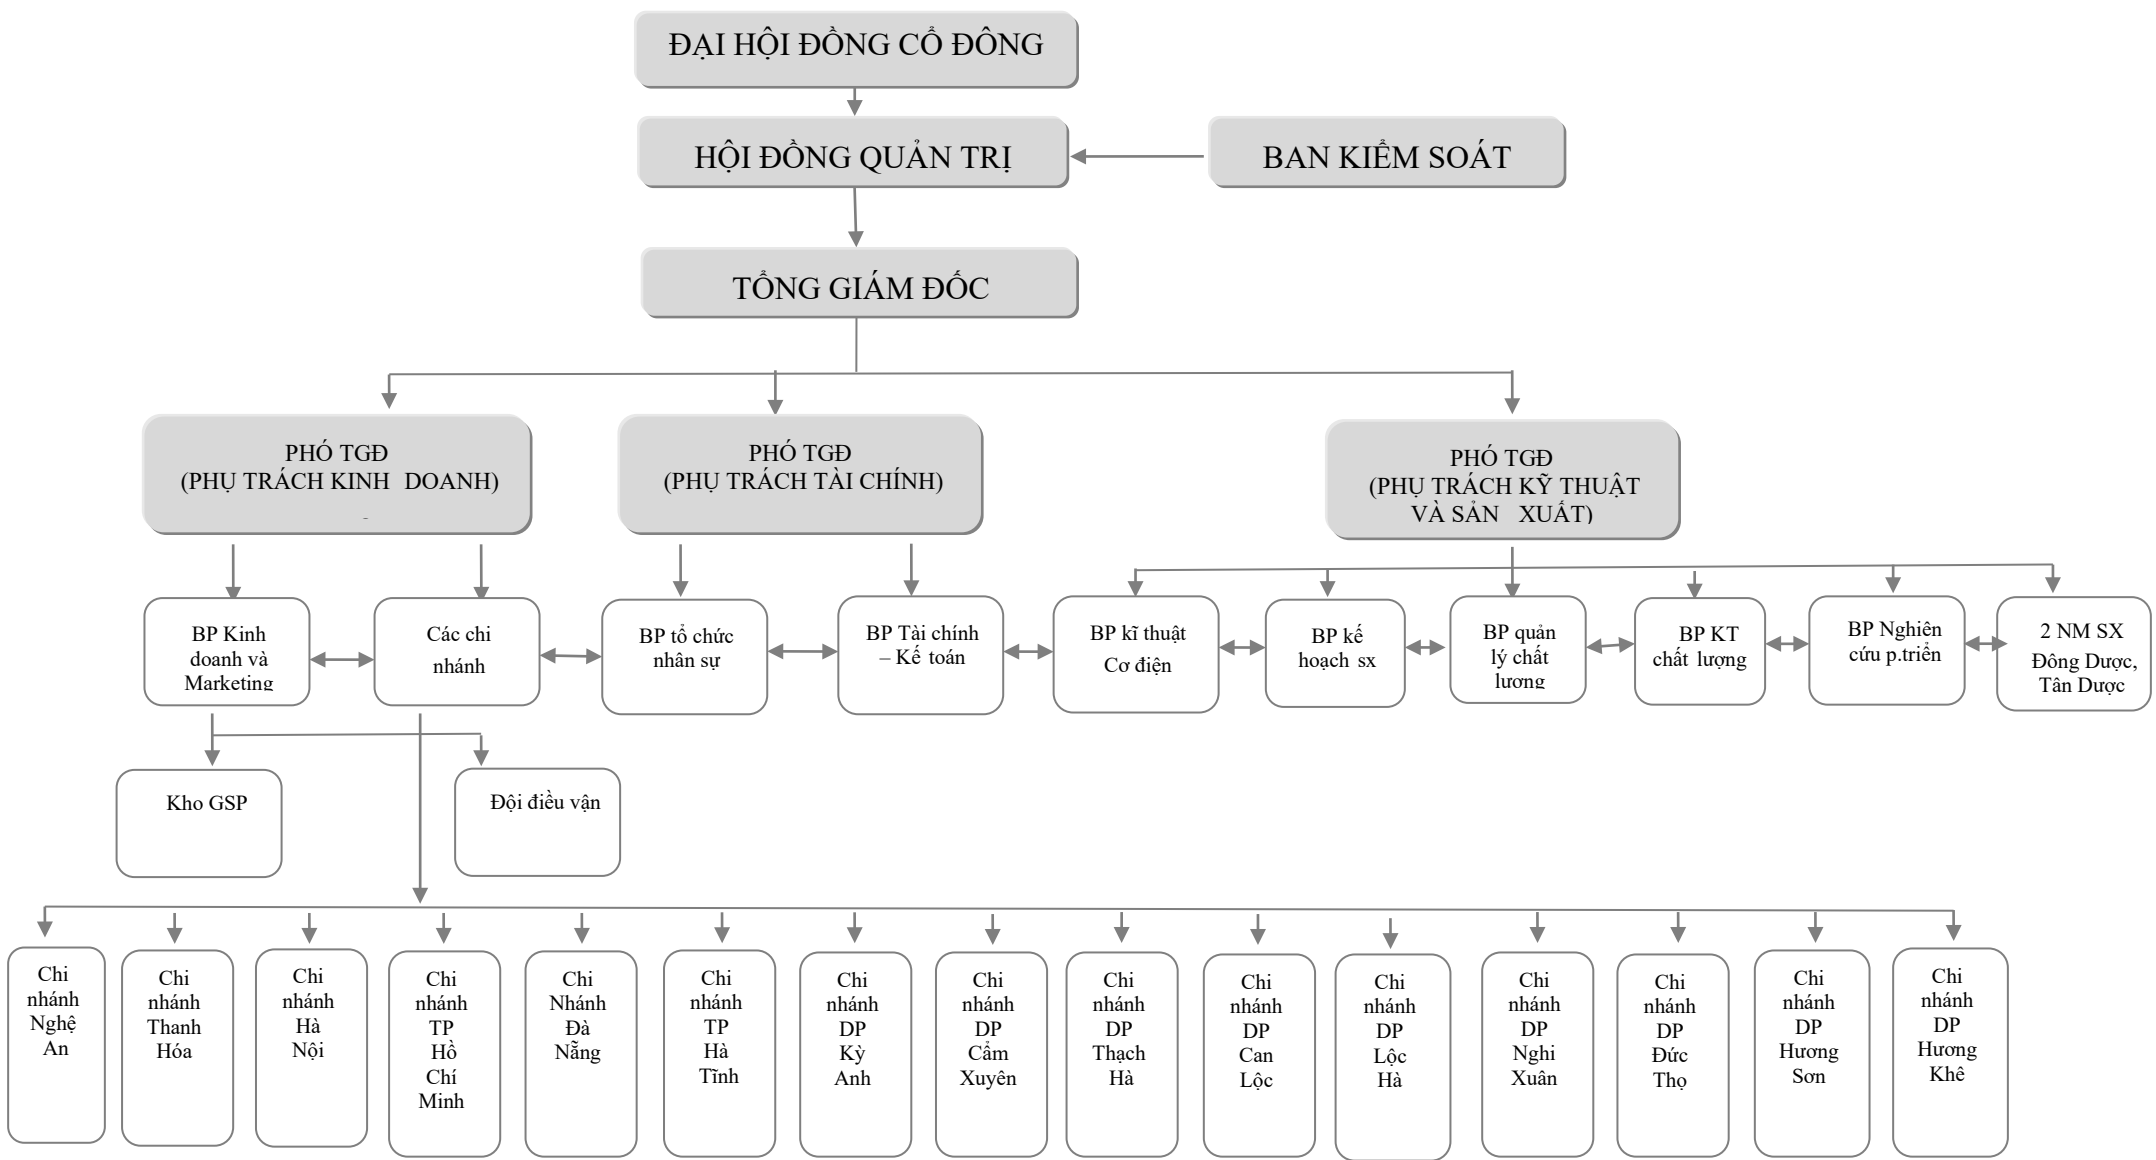 ĐẠI HỘI ĐỒNG CỔ ĐÔNG
HỘI ĐỒNG QUẢN TRỊ
BAN KIỂM SOÁT
TỔNG GIÁM ĐỐC
PHÓ TGĐ
(PHỤ TRÁCH KINH DOANH)
PHÓ TGĐ
(PHỤ TRÁCH TÀI CHÍNH)
PHÓ TGĐ
(PHỤ TRÁCH KỸ THUẬT
VÀ SẢN XUẤT)
BP Kinh
doanh và
Marketing
Các chi
nhánh
BP tổ chức
nhân sự
BP Tài chính
– Kế toán
BP kĩ thuật
Cơ điện
BP kế
hoạch sx
BP quản
lý chất
lương
BP KT
chất lượng
BP Nghiên
cứu p.triển
2 NM SX
Đông Dược,
Tân Dược
Kho GSP
Đội điều vận
Chi
nhánh
Nghệ
An
Chi
nhánh
Thanh
Hóa
Chi
nhánh
Hà
Nội
Chi
nhánh
TP
Hồ
Chí
Minh
Chi
Nhánh
Đà
Nẵng
Chi
nhánh
TP
Hà
Tĩnh
Chi
nhánh
DP
Kỳ
Anh
Chi
nhánh
DP
Cẩm
Xuyên
Chi
nhánh
DP
Thạch
Hà
Chi
nhánh
DP
Can
Lộc
Chi
nhánh
DP
Lộc
Hà
Chi
nhánh
DP
Nghi
Xuân
Chi
nhánh
DP
Đức
Thọ
Chi
nhánh
DP
Hương
Sơn
Chi
nhánh
DP
Hương
Khê